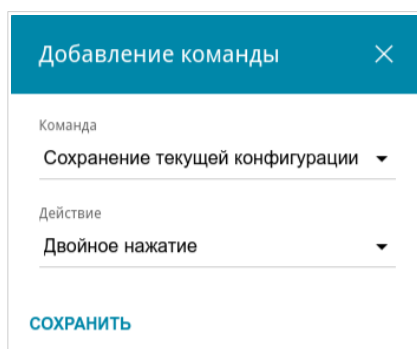 Добавление команды
Команда
Сохранение текущей конфигурации
Действие
Двойное нажатие
СОХРАНИТЬ